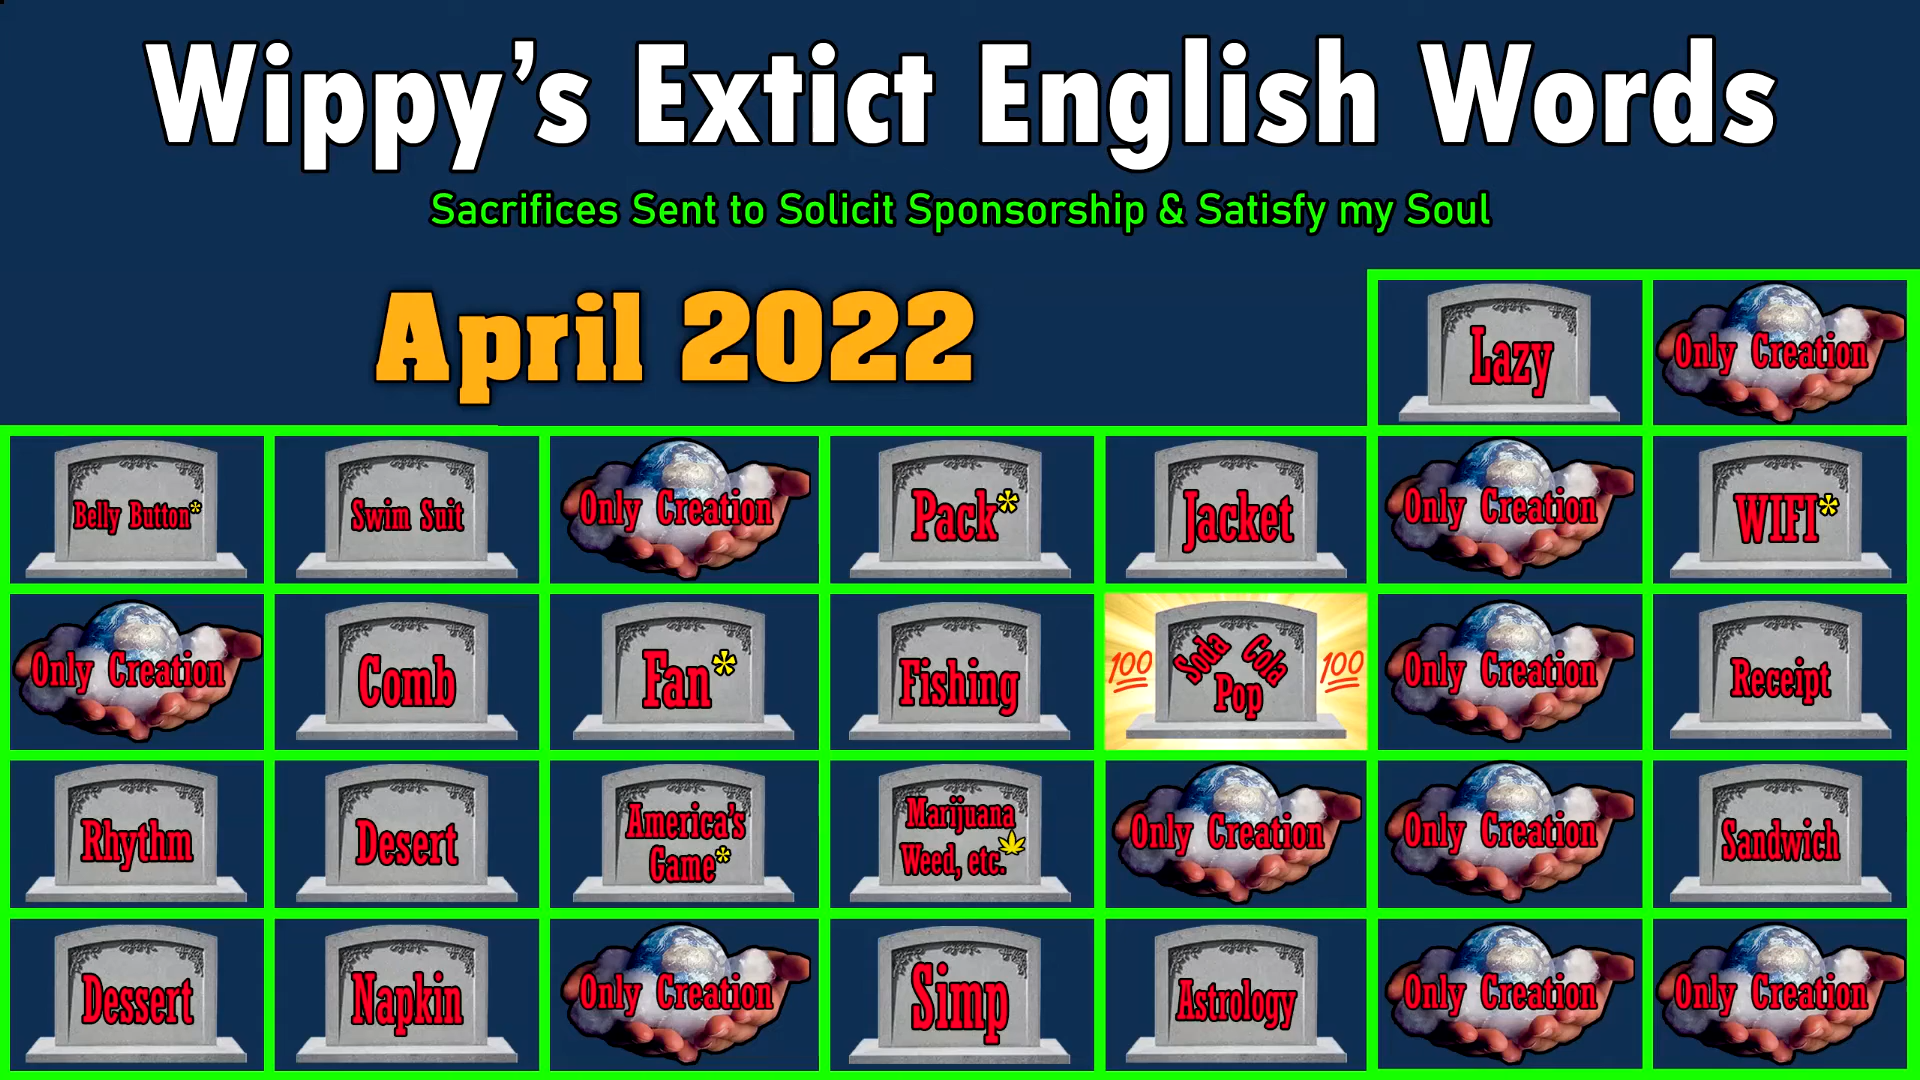 Wippy's Extict English Words
Sacrifices Sent to Solicit Sponsorship & Satisfy my Soul
April 2022
Lazy
Only Creation
Belly Button*
Swim Suit
Only Creation
Pack*
Jacket
Only Creation
WIFI*
Only Creation
Comb
Fan*
Fishing
100
Soda Cola
Pop
100
Only Creation
Receipt
Rhythm
Desert
America's
Game*
Marijuana
Weed, etc.
Only Creation
Only Creation
Sandwich
Dessert
Napkin
Only Creation
Simp
Astrology
Only Creation
Only Creation